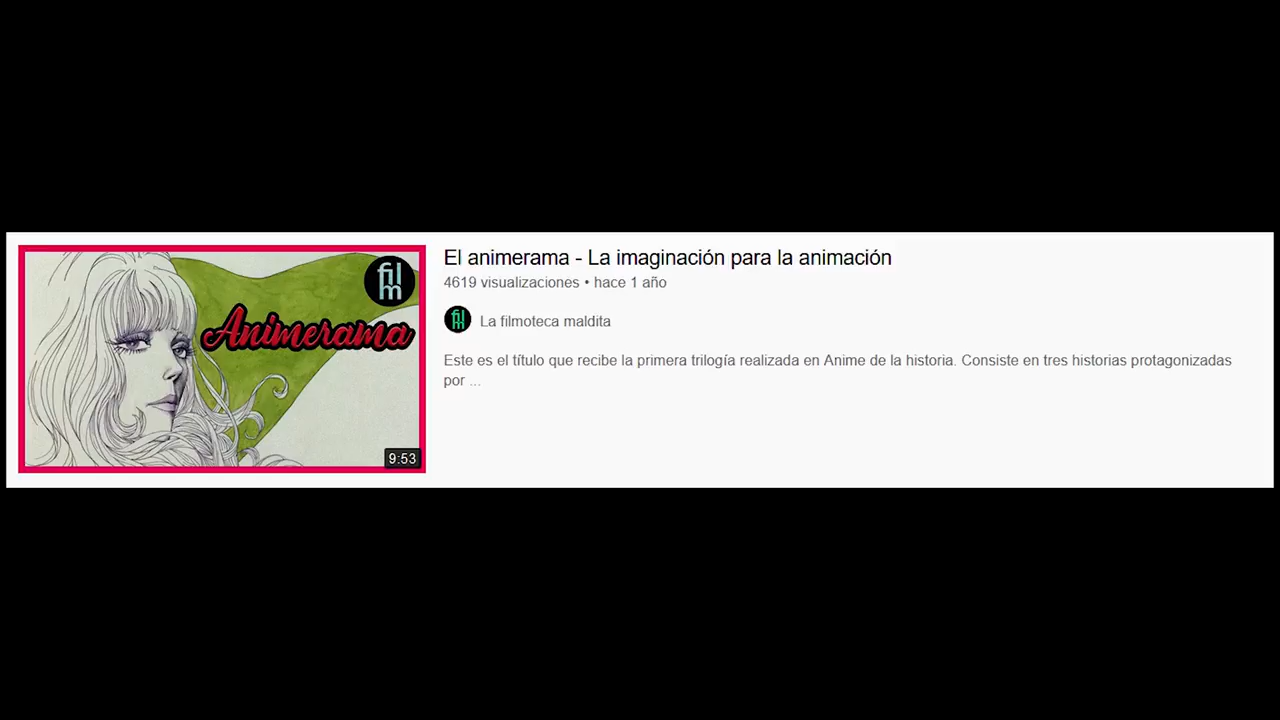 El animerama - La imaginación para la animación
4619 visualizaciones • hace 1 año
film
Animerama
film
La filmoteca maldita
Este es el título que recibe la primera trilogía realizada en Anime de la historia. Consiste en tres historias protagonizadas
por ...
9:53